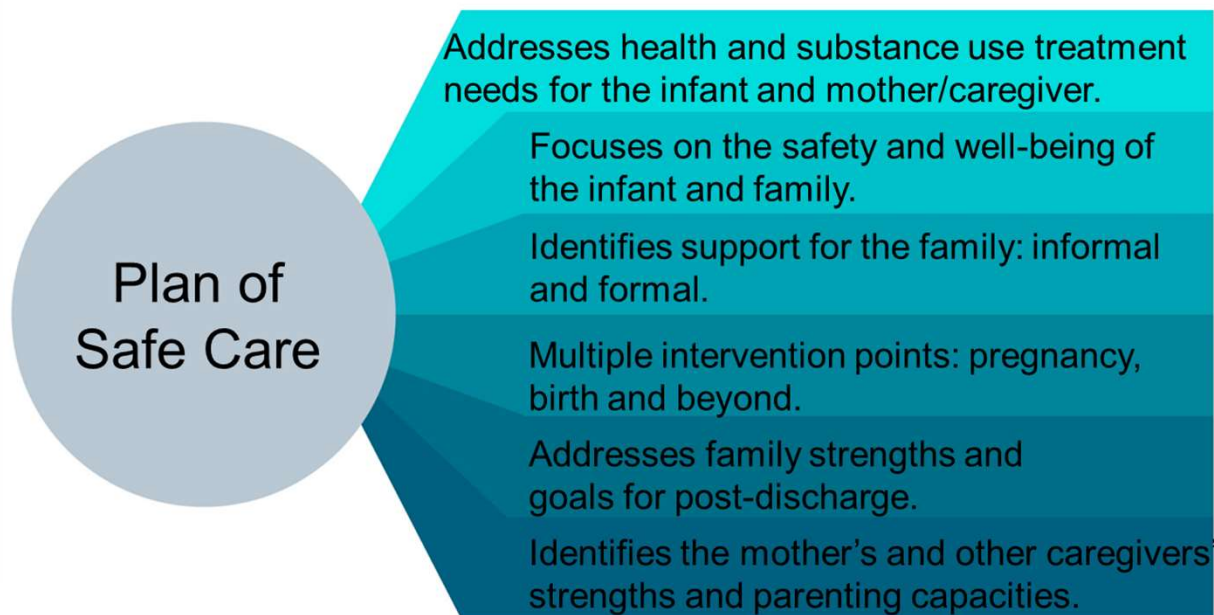 Plan of
Safe Care
Addresses health and substance use treatment
needs for the infant and mother/caregiver.
Focuses on the safety and well-being of
the infant and family.
Identifies support for the family: informal
and formal.
Multiple intervention points: pregnancy,
birth and beyond.
Addresses family strengths and
goals for post-discharge.
Identifies the mother’s and other caregivers’
strengths and parenting capacities.